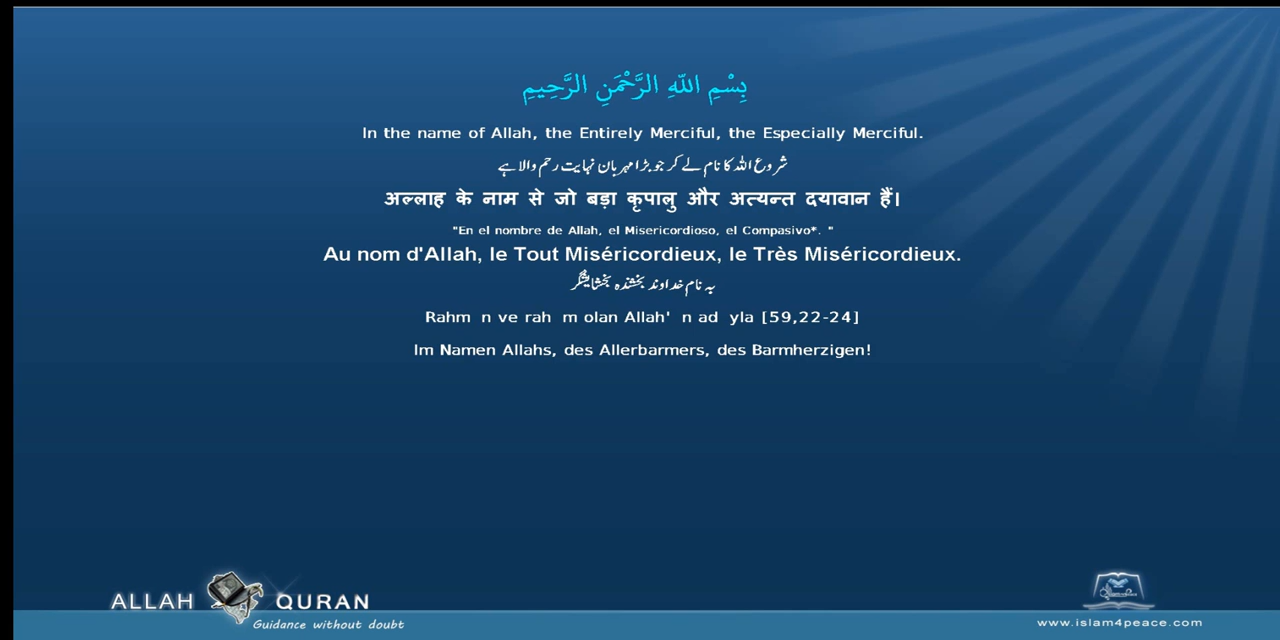 بِسْمِ اللّهِ الرَّحْمَنِ الرَّحِيمِ
In the name of Allah, the Entirely Merciful, the Especially Merciful.
شروع الله کا نام لے کر جو بڑا مہربان نہایت رحم والا ہے
अल्लाह के नाम से जो बड़ा कृपालु और अत्यन्त दयावान हैं।
"En el nombre de Allah, el Misericordioso, el Compasivo*. "
Au nom d'Allah, le Tout Miséricordieux, le Très Miséricordieux.
به نام خداوند بخشنده بخشایشگر
Rahm n ve rah m olan Allah' n ad yla [59,22-24]
Im Namen Allahs, des Allerbarmers, des Barmherzigen!
ALLAH QURAN
Guidance without doubt
www.islam4peace.com